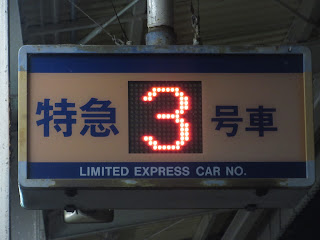 特急 3 号車
LIMITED EXPRESS CAR NO.